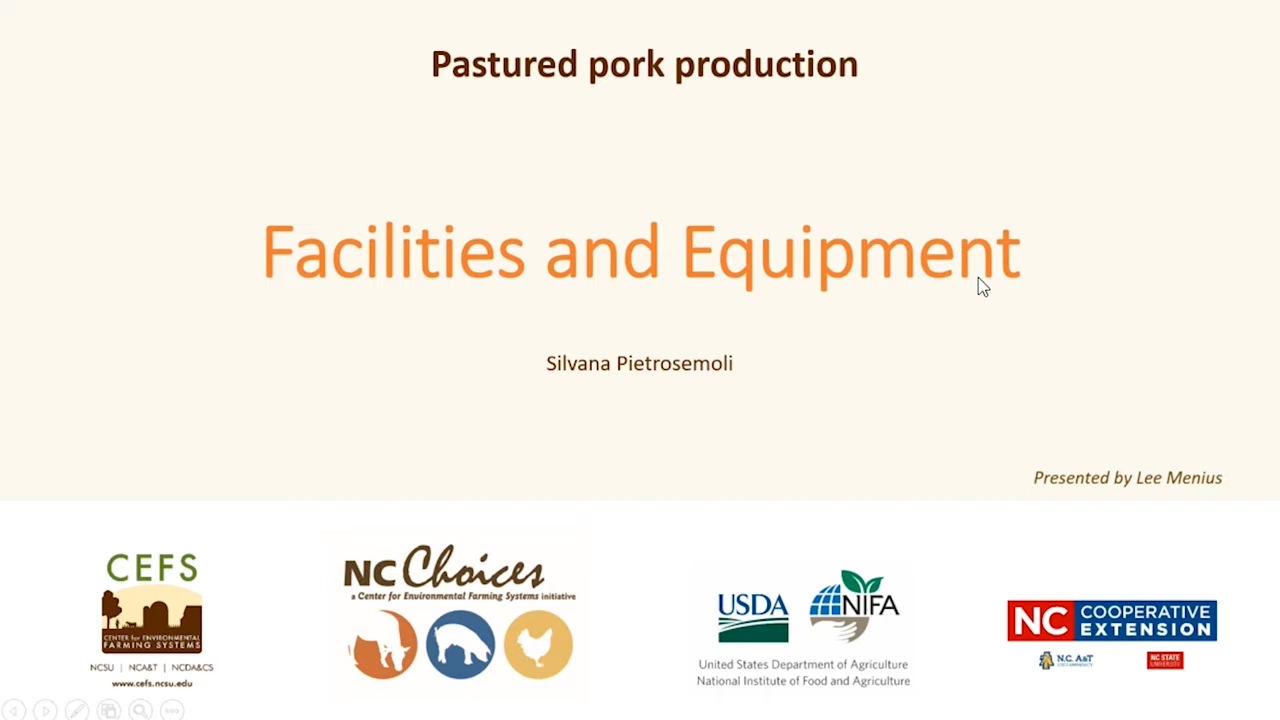 Pastured pork production
Facilities and Equipment
Silvana Pietrosemoli
Presented by Lee Menius
CEFS
CENTER FOR ENVIRONMENTAL
FARMING SYSTEMS
NCSU | NCA&T | NCDA&CS
www.cefs.ncsu.edu
NC Choices
a Center for Environmental Farming Systems initiative
USDA
NIFA
United States Department of Agriculture
National Institute of Food and Agriculture
NC COOPERATIVE
EXTENSION
N.C. A&T
NC STATE
UNIVERSITY